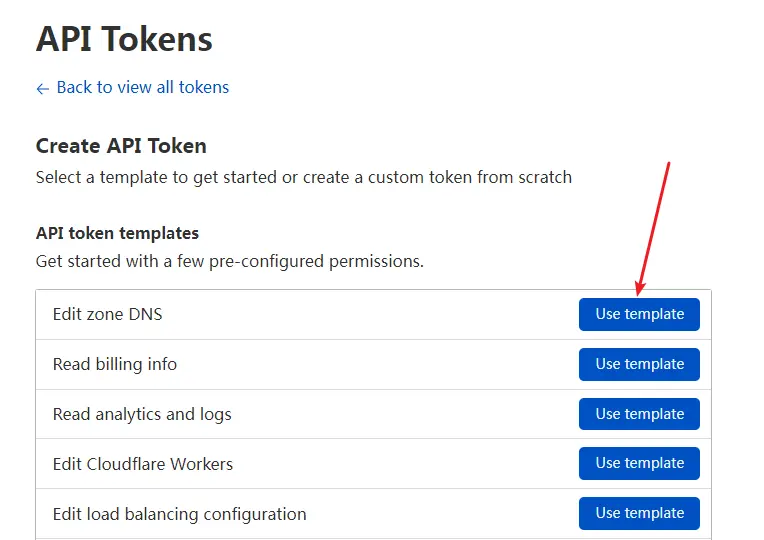 API Tokens
← Back to view all tokens
Create API Token
Select a template to get started or create a custom token from scratch
API token templates
Get started with a few pre-configured permissions.
Edit zone DNS Use template
Read billing info Use template
Read analytics and logs Use template
Edit Cloudflare Workers Use template
Edit load balancing configuration Use template